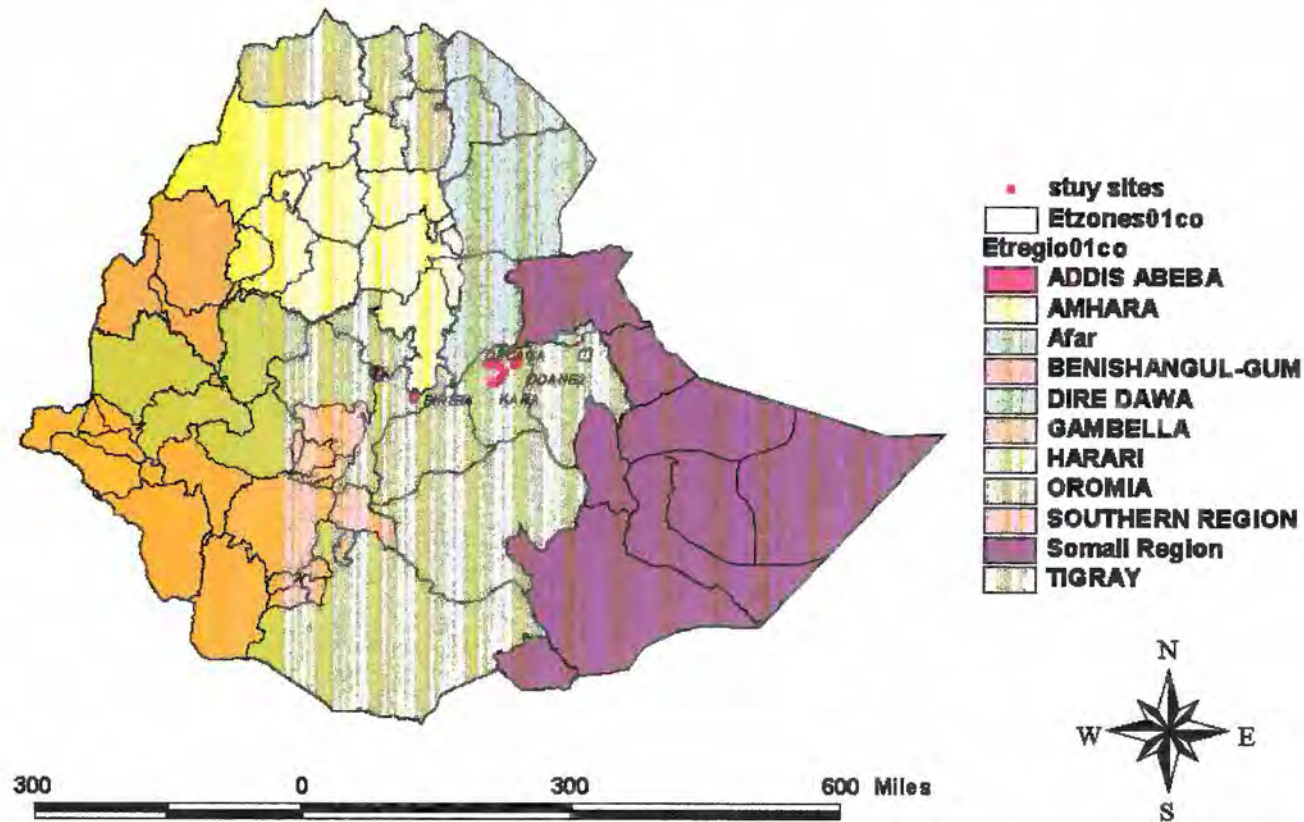 stuy sites
Etzones01co
Etregio01co
ADDIS ABEBA
AMHARA
Afar
BENISHANGUL-GUM
DIRE DAWA
GAMBELLA
HARARI
OROMIA
SOUTHERN REGION
Somali Region
TIGRAY
N
W E
S
300 0 300 600 Miles